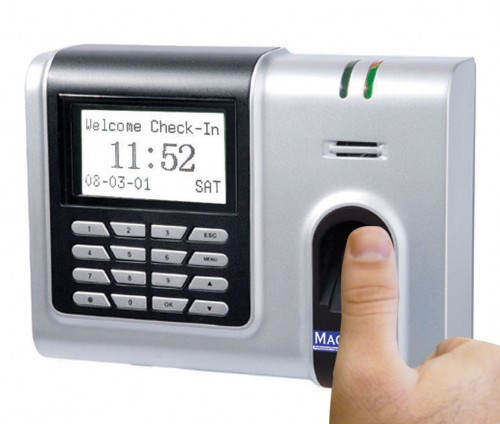 Welcome Check-In
11:52
08-03-01 SAT
1 2 3 ESC
4 5 6 MENU
7 8 9 ▲
0 OK ▼